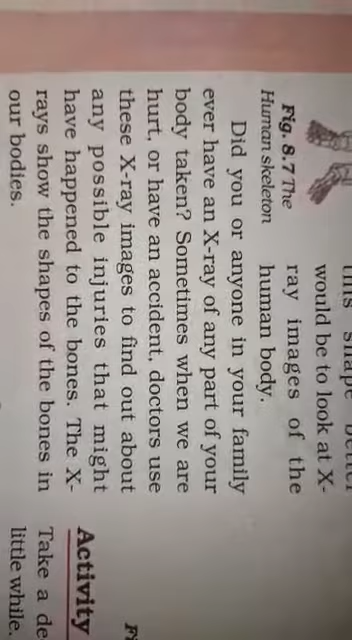 would be to look at X-
ray images of the
human body.
Fig. 8.7 The
Human skeleton
Did you or anyone in your family
ever have an X-ray of any part of your
body taken? Sometimes when we are
hurt, or have an accident, doctors use
these X-ray images to find out about
any possible injuries that might
have happened to the bones. The X-
rays show the shapes of the bones in
our bodies.
Activity
Take a de
little while.